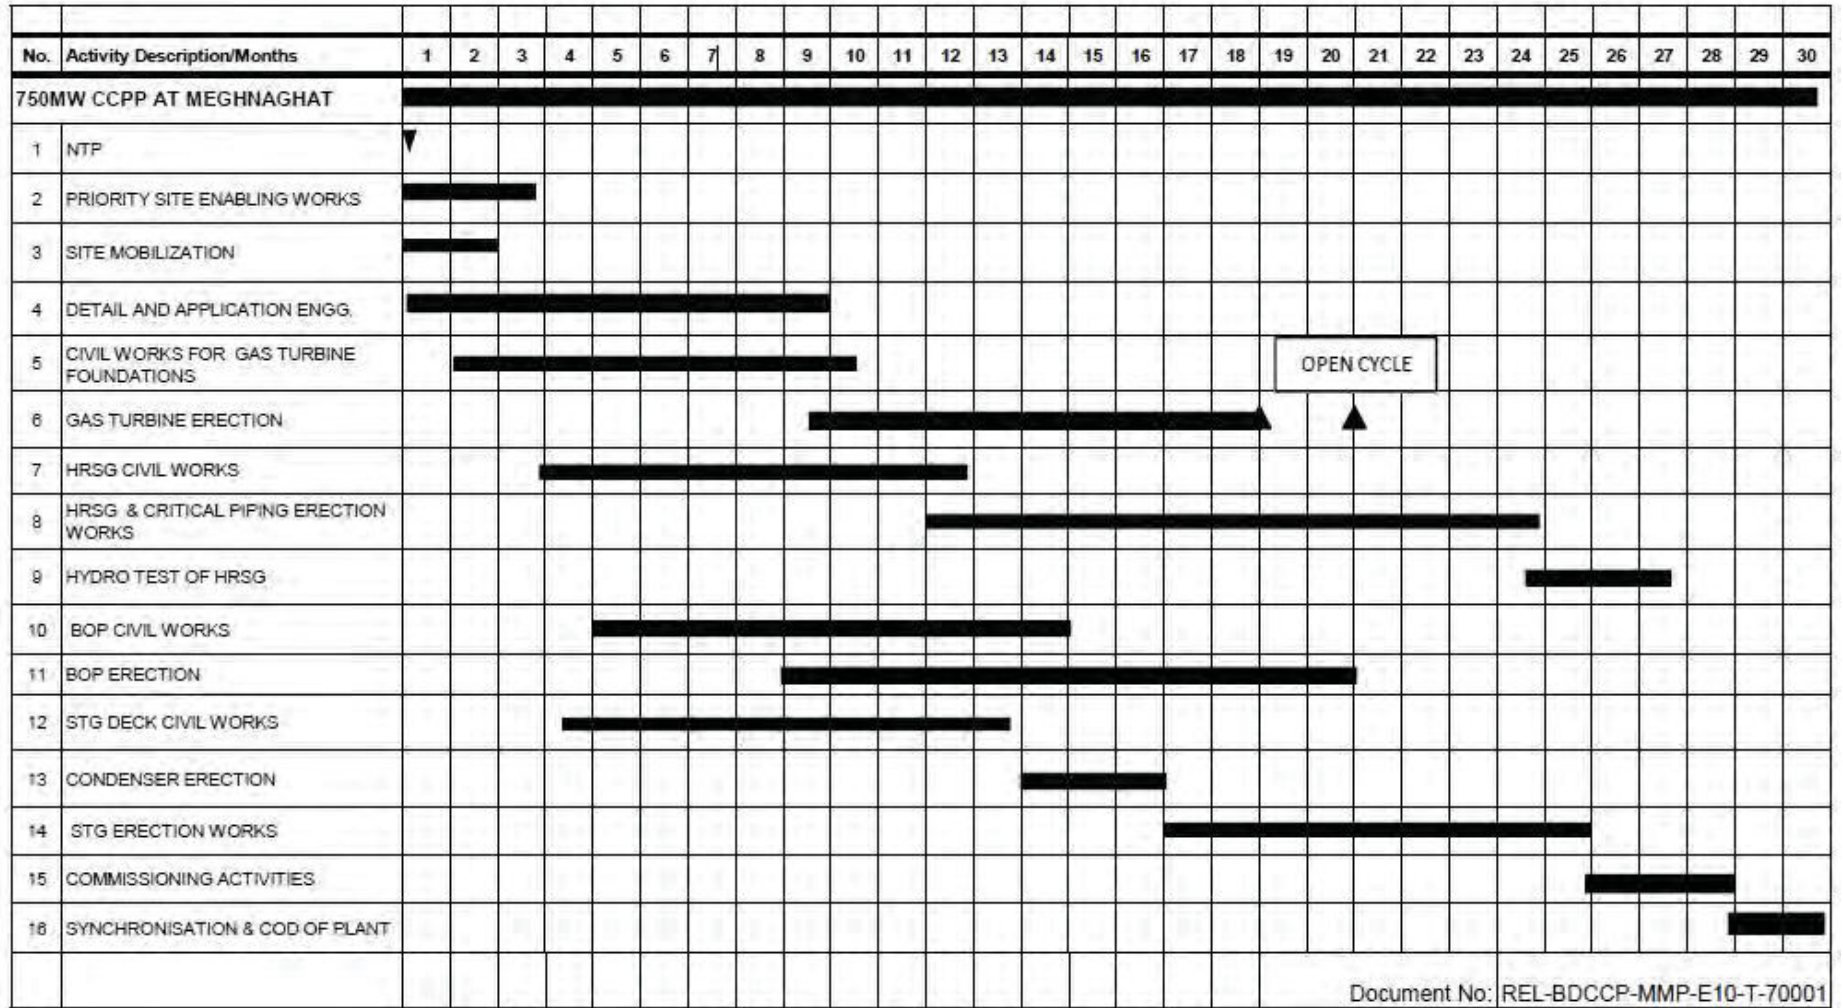 No. Activity Description/Months 1 2 3 4 5 6 7 8 9 10 11 12 13 14 15 16 17 18 19 20 21 22 23 24 25 26 27 28 29 30
750MW CCPP AT MEGHNAGHAT
1 NTP
2 PRIORITY SITE ENABLING WORKS
3 SITE MOBILIZATION
4 DETAIL AND APPLICATION ENGG.
5 CIVIL WORKS FOR GAS TURBINE
FOUNDATIONS
OPEN CYCLE
6 GAS TURBINE ERECTION
7 HRSG CIVIL WORKS
8 HRSG & CRITICAL PIPING ERECTION
WORKS
9 HYDRO TEST OF HRSG
10 BOP CIVIL WORKS
11 BOP ERECTION
12 STG DECK CIVIL WORKS
13 CONDENSER ERECTION
14 STG ERECTION WORKS
15 COMMISSIONING ACTIVITIES
16 SYNCHRONISATION & COD OF PLANT
Document No: REL-BDCCP-MMP-E10-T-70001